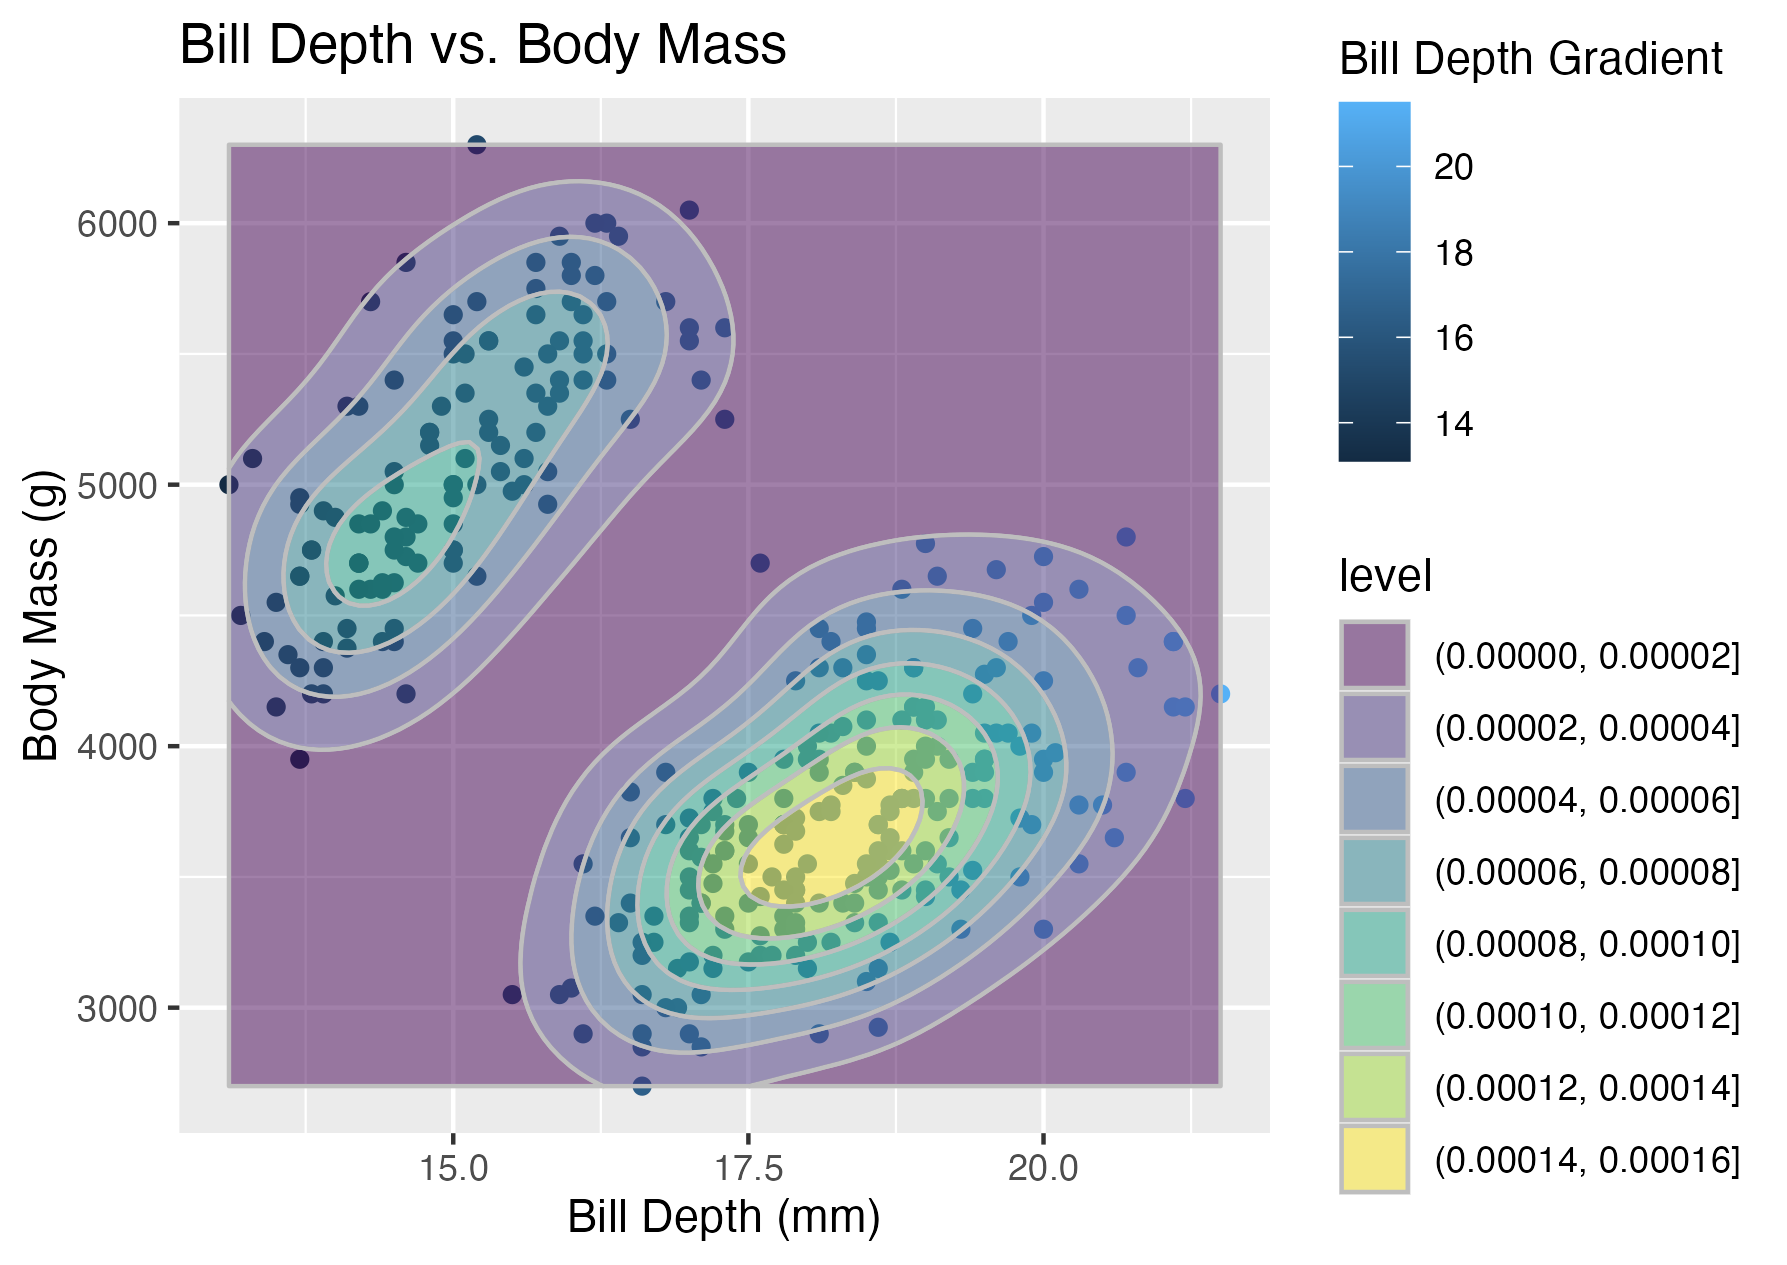 Bill Depth vs. Body Mass
Body Mass (g)
6000
5000
4000
3000
15.0 17.5 20.0
Bill Depth (mm)
Bill Depth Gradient
20
18
16
14
level
(0.00000, 0.00002]
(0.00002, 0.00004]
(0.00004, 0.00006]
(0.00006, 0.00008]
(0.00008, 0.00010]
(0.00010, 0.00012]
(0.00012, 0.00014]
(0.00014, 0.00016]